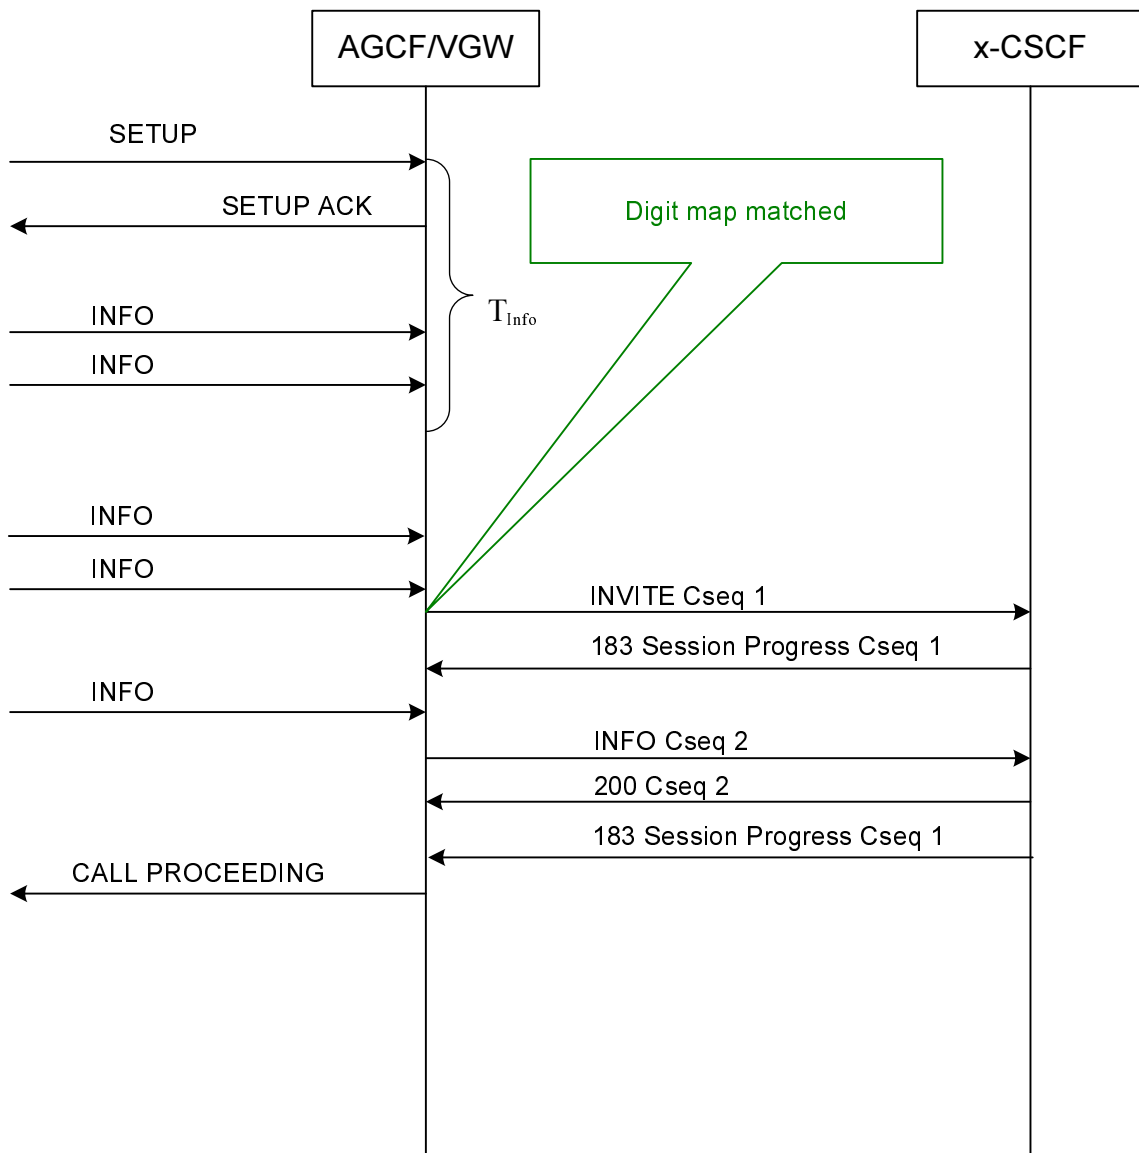 AGCF/VGW
x-CSCF
SETUP
SETUP ACK
Digit map matched
INFO
TInfo
INFO
INFO
INFO
INVITE Cseq 1
183 Session Progress Cseq 1
INFO
INFO Cseq 2
200 Cseq 2
183 Session Progress Cseq 1
CALL PROCEEDING